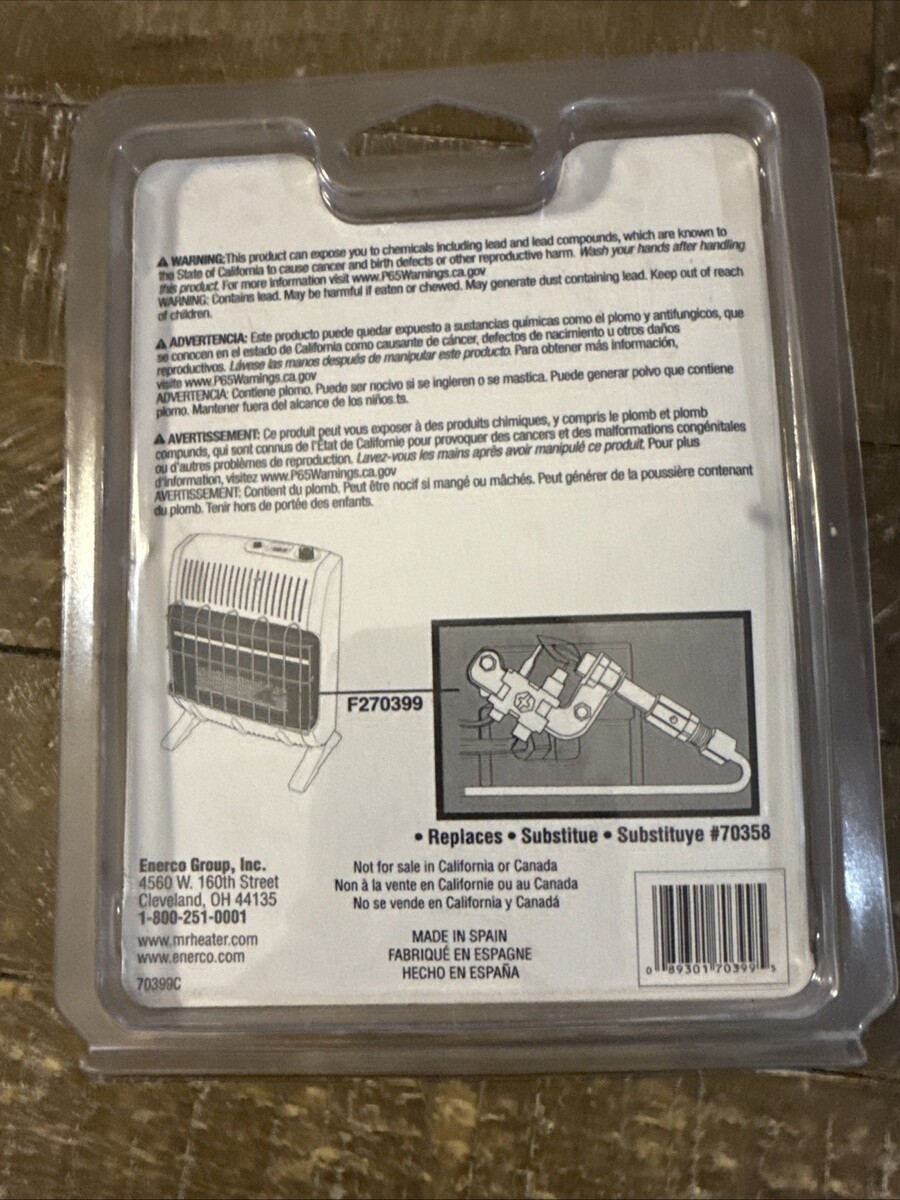 ⚠ WARNING:This product can expose you to chemicals including lead and lead compounds, which are known to
the State of California to cause cancer and birth defects or other reproductive harm. Wash your hands after handling
this product. For more information visit www.P65Warnings.ca.gov
WARNING: Contains lead. May be harmful if eaten or chewed. May generate dust containing lead. Keep out of reach
of children.
⚠ ADVERTENCIA: Este producto puede quedar expuesto a sustancias químicas como el plomo y antifungicos, que
se conocen en el estado de California como causante de cáncer, defectos de nacimiento u otros daños
reproductivos. Lávese las manos después de manipular este producto. Para obtener más información,
visite www.P65Warnings.ca.gov
ADVERTENCIA: Contiene plomo. Puede ser nocivo si se ingieren o se mastica. Puede generar polvo que contiene
plomo. Mantener fuera del alcance de los niños.ts.
⚠ AVERTISSEMENT: Ce produit peut vous exposer à des produits chimiques, y compris le plomb et plomb
compunds, qui sont connus de l'État de Californie pour provoquer des cancers et des malformations congénitales
ou d'autres problèmes de reproduction. Lavez-vous les mains après avoir manipulé ce produit. Pour plus
d'information, visitez www.P65Warnings.ca.gov
AVERTISSEMENT: Contient du plomb. Peut être nocif si mangé ou mâchés. Peut générer de la poussière contenant
du plomb. Tenir hors de portée des enfants.
F270399
• Replaces • Substitue • Substituye #70358
Enerco Group, Inc.
4560 W. 160th Street
Cleveland, OH 44135
1-800-251-0001
www.mrheater.com
www.enerco.com
70399C
Not for sale in California or Canada
Non à la vente en Californie ou au Canada
No se vende en California y Canadá
MADE IN SPAIN
FABRIQUÉ EN ESPAGNE
HECHO EN ESPAÑA
0 89301 70399 5